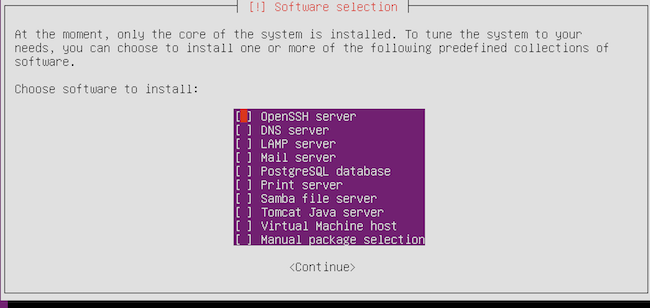 [!] Software selection
At the moment, only the core of the system is installed. To tune the system to your
needs, you can choose to install one or more of the following predefined collections of
software.
Choose software to install:
[ ] OpenSSH server
[ ] DNS server
[ ] LAMP server
[ ] Mail server
[ ] PostgreSQL database
[ ] Print server
[ ] Samba file server
[ ] Tomcat Java server
[ ] Virtual Machine host
[ ] Manual package selection
<Continue>